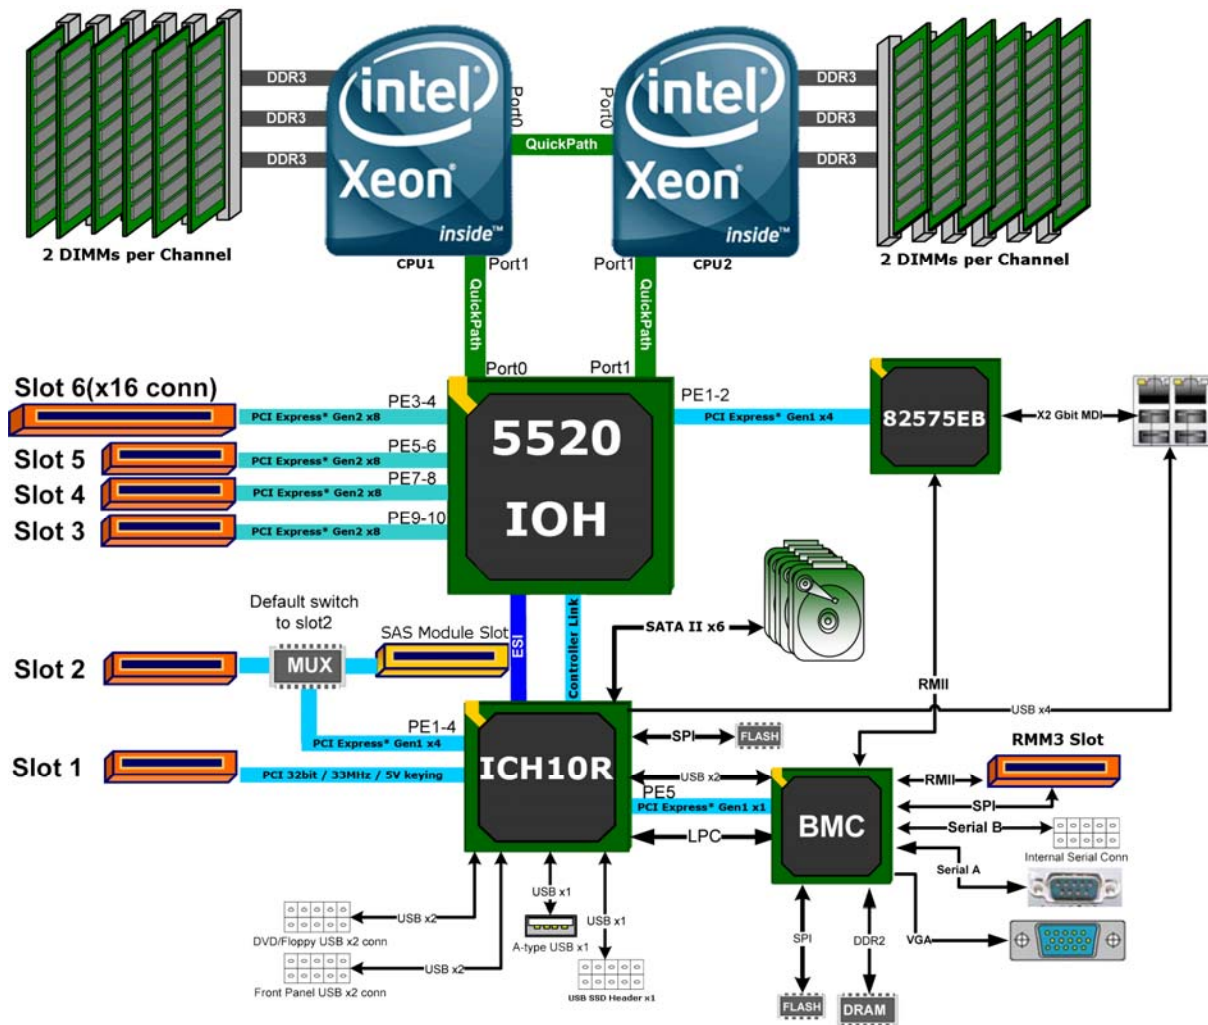 DDR3
DDR3
DDR3
intel®
Xeon®
inside™
Port0
QuickPath
Port0
intel®
Xeon®
inside™
DDR3
DDR3
DDR3
2 DIMMs per Channel
CPU1
Port1
Port1
CPU2
2 DIMMs per Channel
QuickPath
QuickPath
Port0
Port1
Slot 6(x16 conn)
PE3-4
PCI Express* Gen2 x8
Slot 5
PE5-6
PCI Express* Gen2 x8
Slot 4
PE7-8
PCI Express* Gen2 x8
Slot 3
PE9-10
PCI Express* Gen2 x8
5520
IOH
PE1-2
PCI Express* Gen1 x4
82575EB
X2 Gbit MDI
Default switch
to slot2
SAS Module Slot
ESI
Controller Link
SATA II x6
Slot 2
MUX
RMII
USB x4
PE1-4
PCI Express* Gen1 x4
Slot 1
PCI 32bit / 33MHz / 5V keying
ICH10R
SPI
FLASH
USB x2
PE5
PCI Express* Gen1 x1
LPC
BMC
RMM3 Slot
RMII
SPI
Serial B
Internal Serial Conn
Serial A
VGA
USB x2
DVD/Floppy USB x2 conn
USB x2
Front Panel USB x2 conn
USB x1
A-type USB x1
USB x1
USB SSD Header x1
SPI
FLASH
DDR2
DRAM